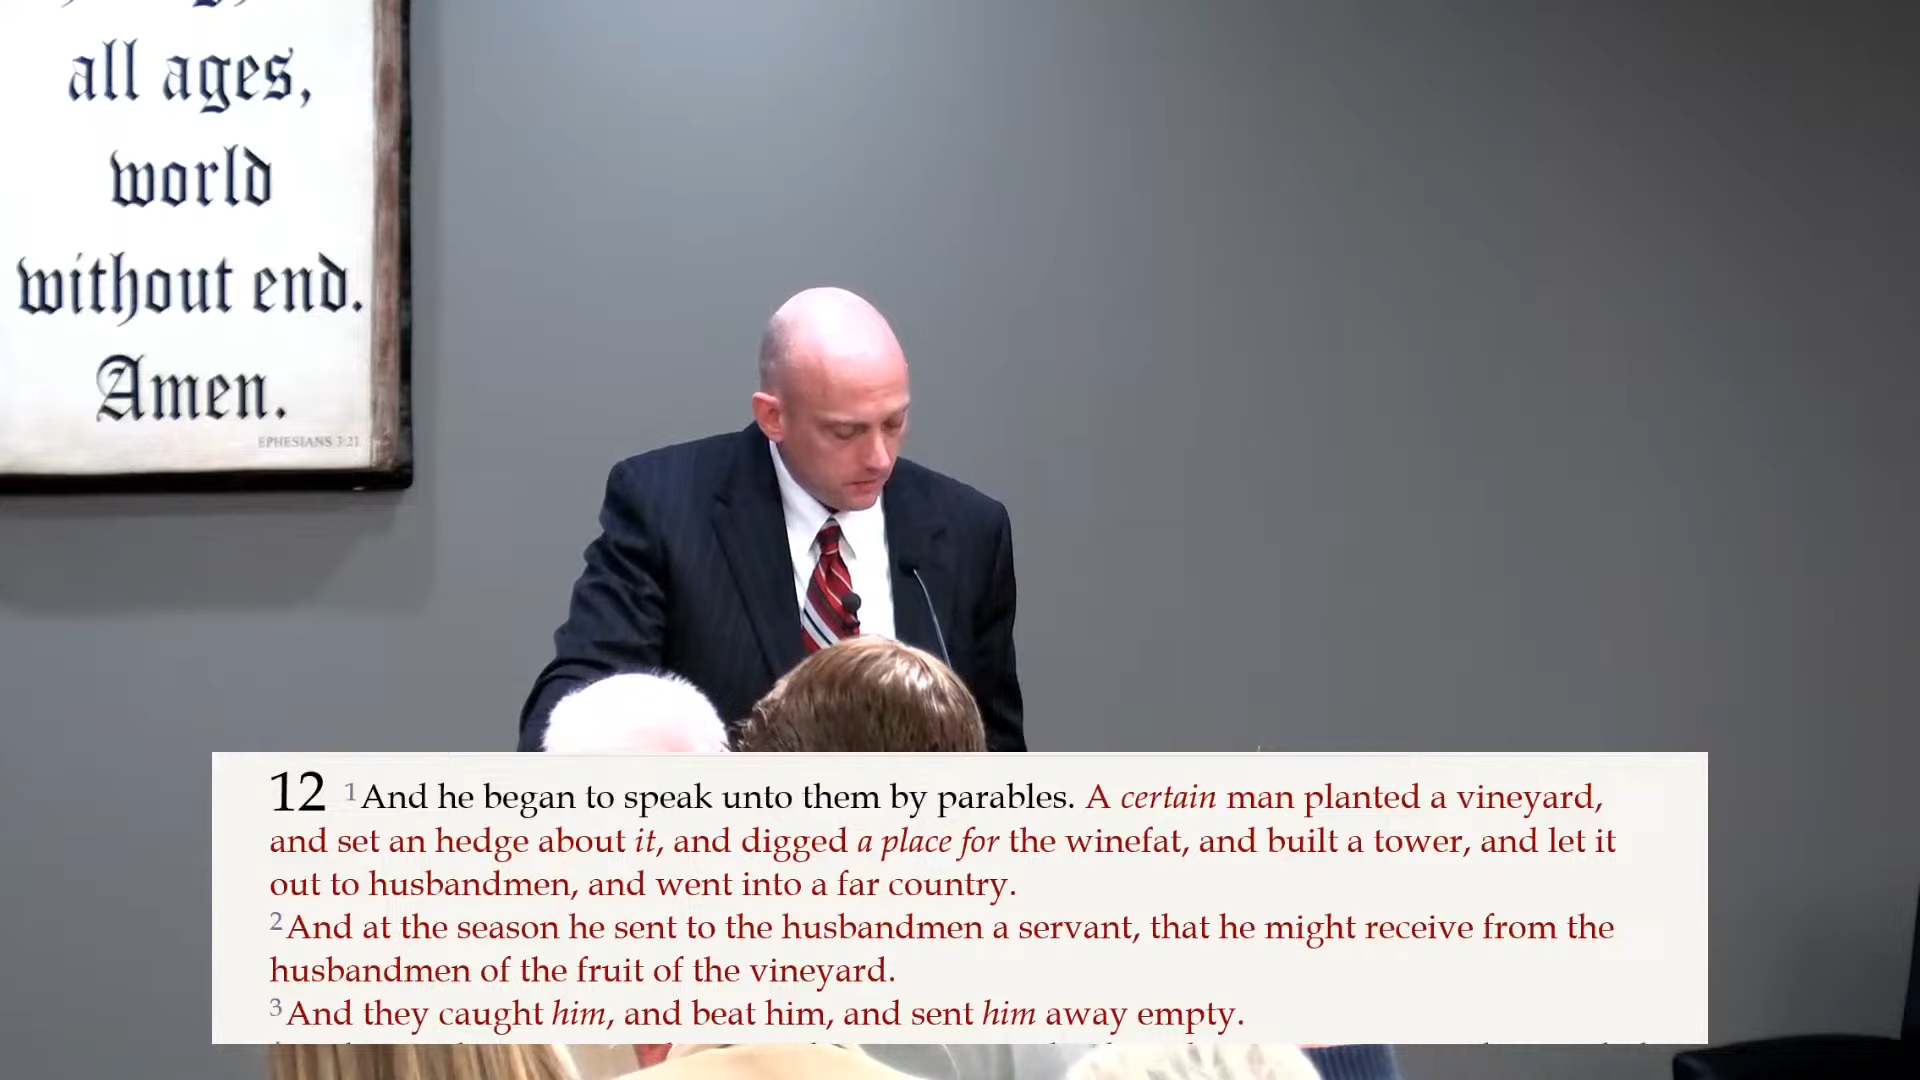 all ages,
world
without end.
Amen.
EPHESIANS 3:21
12 1And he began to speak unto them by parables. A certain man planted a vineyard,
and set an hedge about it, and digged a place for the winefat, and built a tower, and let it
out to husbandmen, and went into a far country.
2And at the season he sent to the husbandmen a servant, that he might receive from the
husbandmen of the fruit of the vineyard.
3And they caught him, and beat him, and sent him away empty.